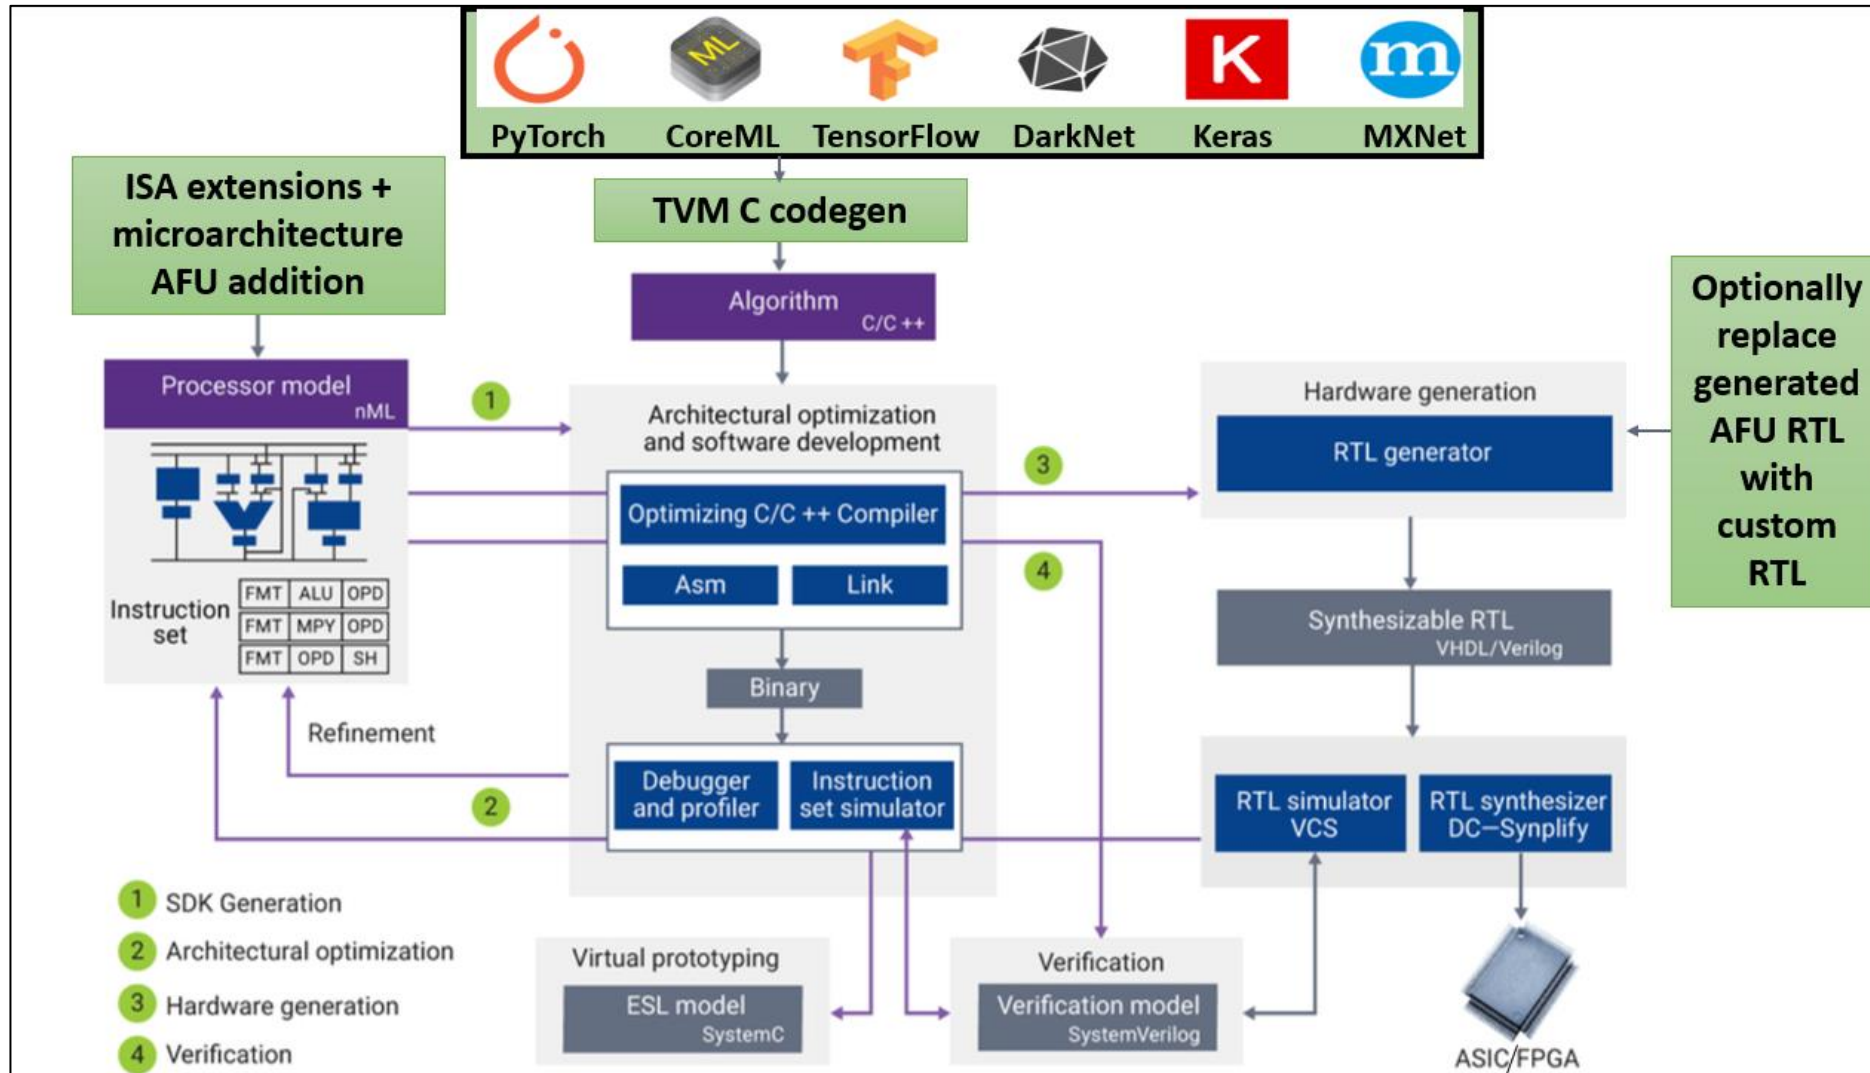 ML
K
m
PyTorch
CoreML
TensorFlow
DarkNet
Keras
MXNet
ISA extensions +
microarchitecture
AFU addition
TVM C codegen
Algorithm
C/C ++
Optionally
replace
generated
AFU RTL
with
custom
RTL
Processor model
nML
Instruction
set
FMT ALU OPD
FMT MPY OPD
FMT OPD SH
1
Architectural optimization
and software development
Optimizing C/C ++ Compiler
Asm
Link
Binary
Debugger
and profiler
Instruction
set simulator
3
4
Hardware generation
RTL generator
Synthesizable RTL
VHDL/Verilog
RTL simulator
VCS
RTL synthesizer
DC—Synplify
Refinement
2
1 SDK Generation
2 Architectural optimization
3 Hardware generation
4 Verification
Virtual prototyping
ESL model
SystemC
Verification
Verification model
SystemVerilog
ASIC/FPGA